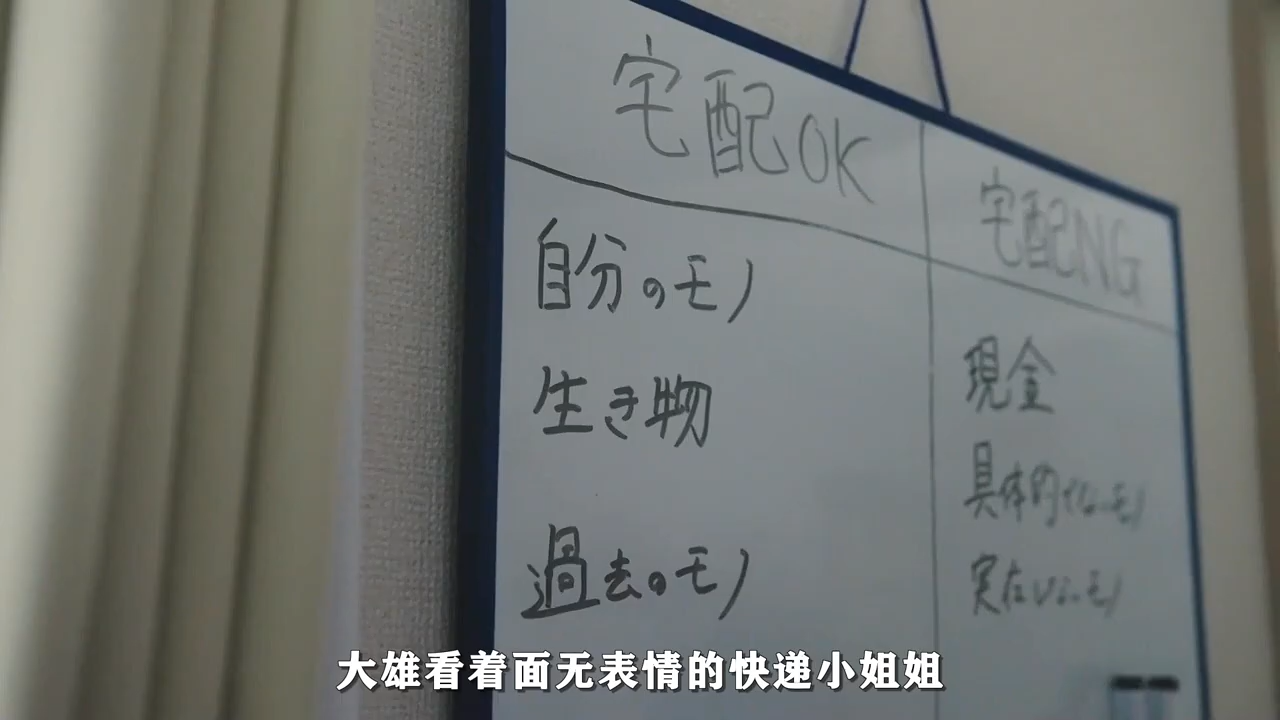 宅配OK
自分のモノ
生き物
過去のモノ
宅配NG
現金
具体的でないモノ
実在しないモノ
大雄看着面无表情的快递小姐姐